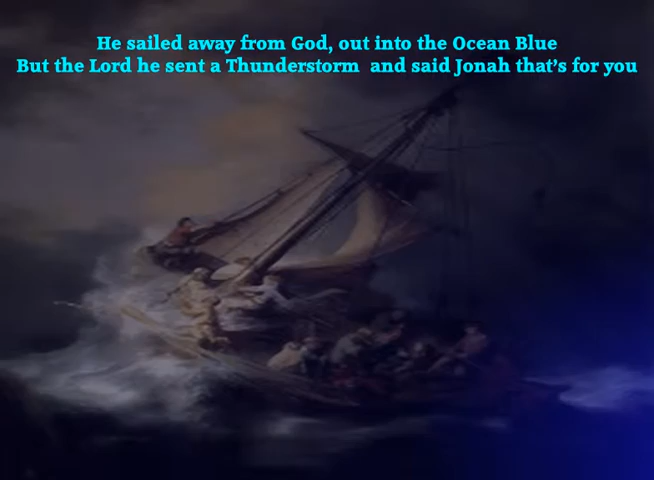 He sailed away from God, out into the Ocean Blue
But the Lord he sent a Thunderstorm  and said Jonah that’s for you